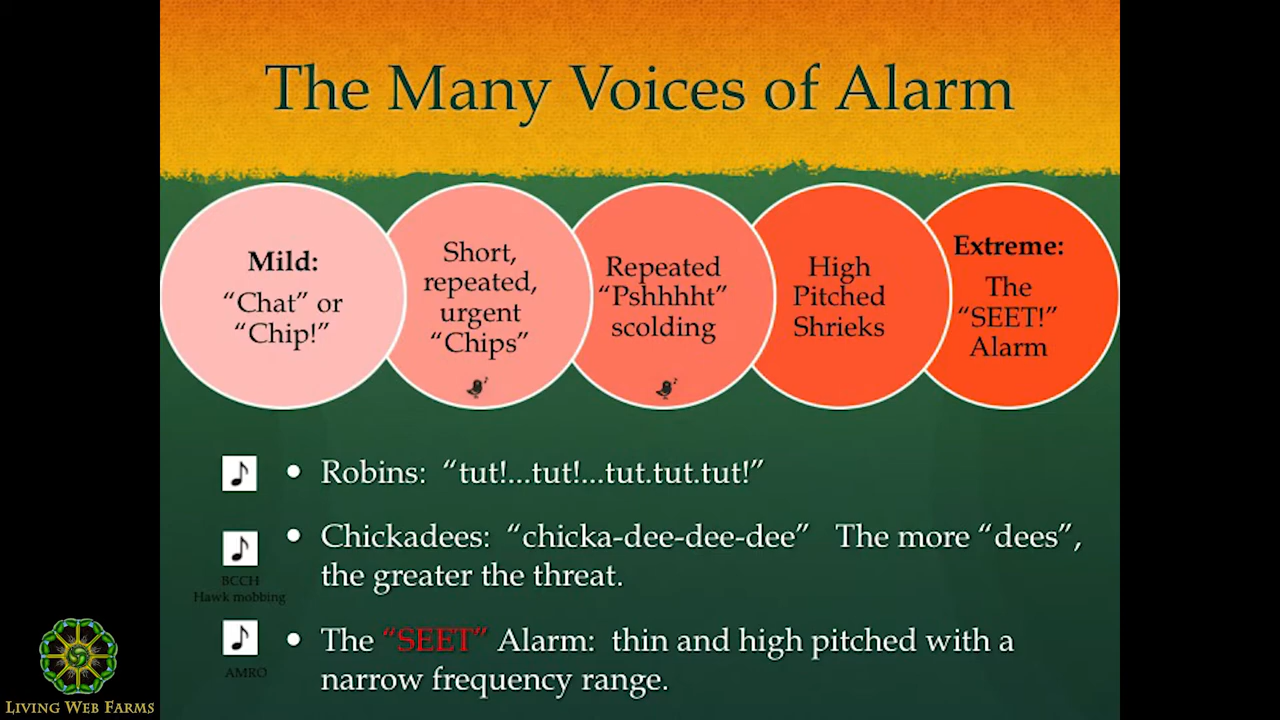 The Many Voices of Alarm
Mild:
“Chat” or
“Chip!”
Short,
repeated,
urgent
“Chips”
Repeated
“Pshhhht”
scolding
High
Pitched
Shrieks
Extreme:
The
“SEET!”
Alarm
Robins: “tut!...tut!...tut.tut.tut!”
Chickadees: “chicka-dee-dee-dee” The more “dees”,
the greater the threat.
BCCH
Hawk mobbing
The “SEET” Alarm: thin and high pitched with a
narrow frequency range.
AMRO
LIVING WEB FARMS